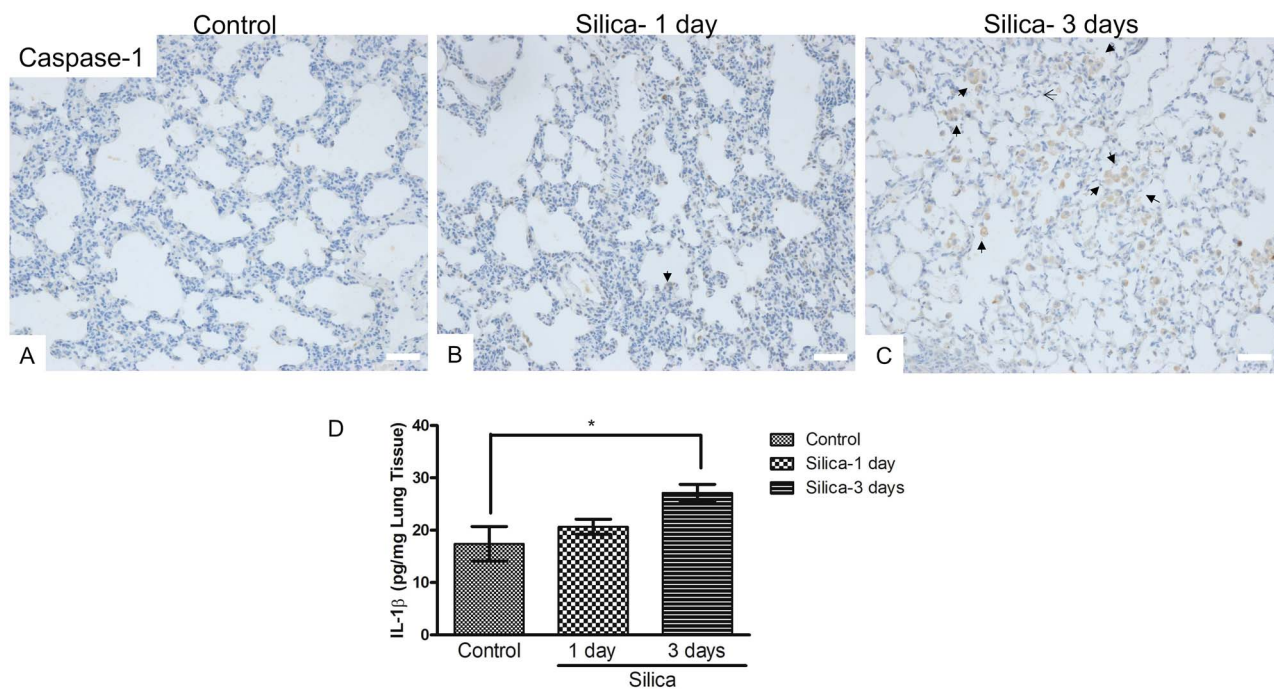 Control
Silica- 1 day
Silica- 3 days
Caspase-1
A
B
C
D
IL-1β (pg/mg Lung Tissue)
40
30
20
10
0
*
Control
1 day
3 days
Silica
Control
Silica-1 day
Silica-3 days